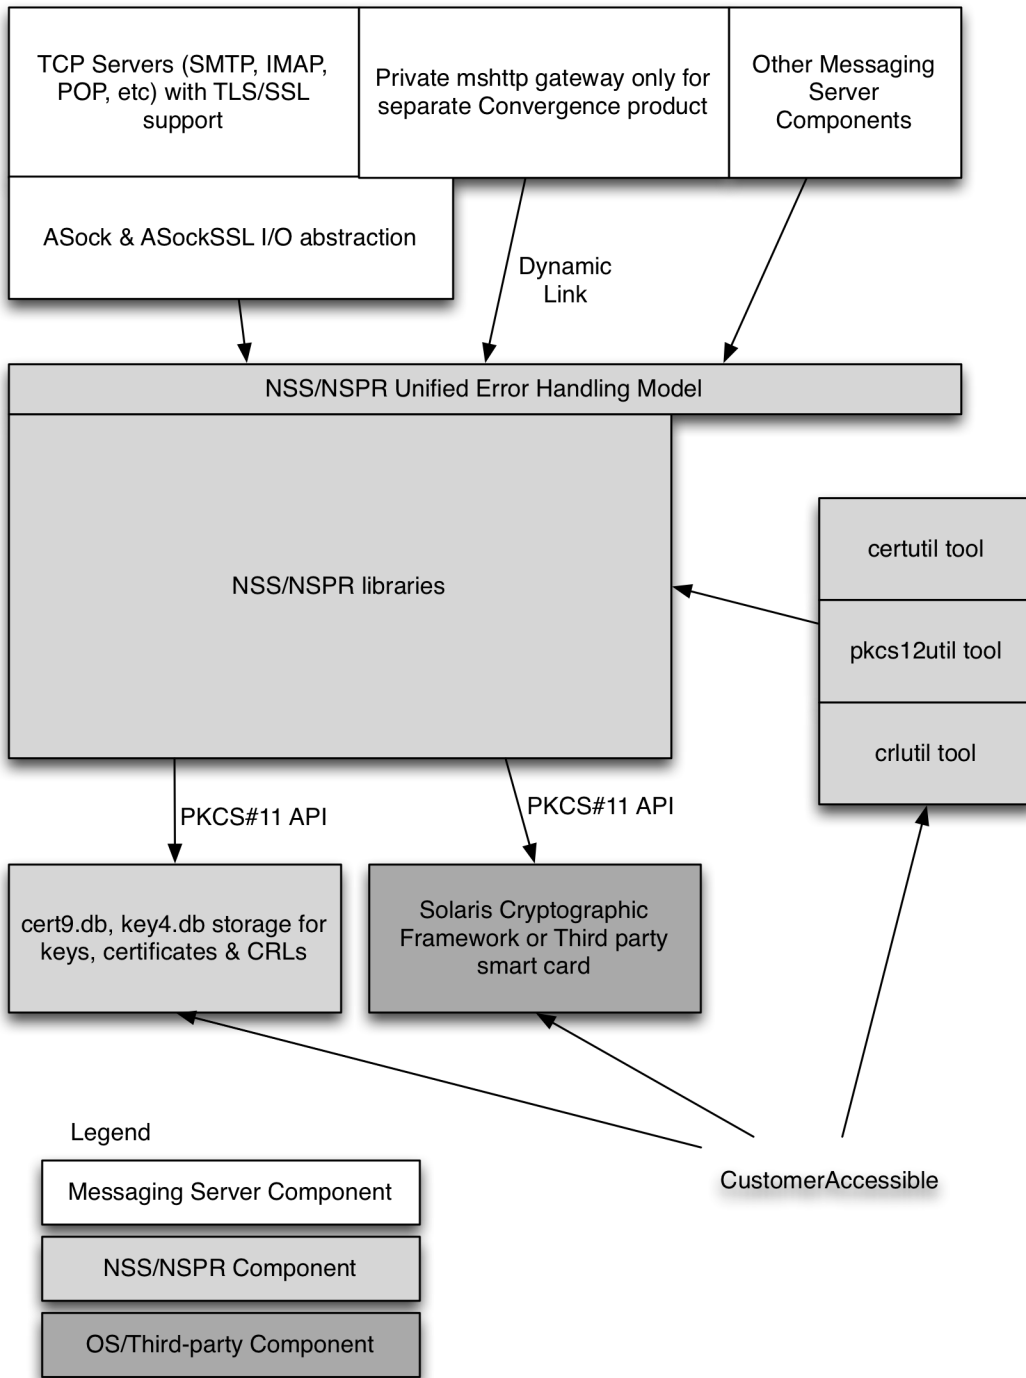 TCP Servers (SMTP, IMAP,
POP, etc) with TLS/SSL
support
Private mshttp gateway only for
separate Convergence product
Other Messaging
Server
Components
ASock & ASockSSL I/O abstraction
Dynamic
Link
NSS/NSPR Unified Error Handling Model
NSS/NSPR libraries
certutil tool
pkcs12util tool
crlutil tool
PKCS#11 API
PKCS#11 API
cert9.db, key4.db storage for
keys, certificates & CRLs
Solaris Cryptographic
Framework or Third party
smart card
CustomerAccessible
Legend
Messaging Server Component
NSS/NSPR Component
OS/Third-party Component